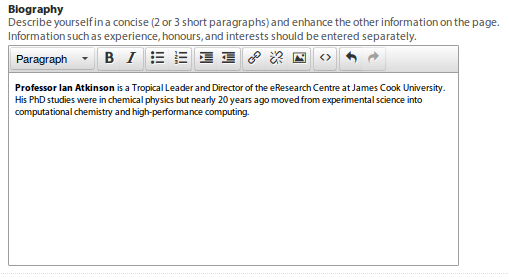 Biography
Describe yourself in a concise (2 or 3 short paragraphs) and enhance the other information on the page.
Information such as experience, honours, and interests should be entered separately.
Paragraph B I
Professor Ian Atkinson is a Tropical Leader and Director of the eResearch Centre at James Cook University.
His PhD studies were in chemical physics but nearly 20 years ago moved from experimental science into
computational chemistry and high-performance computing.